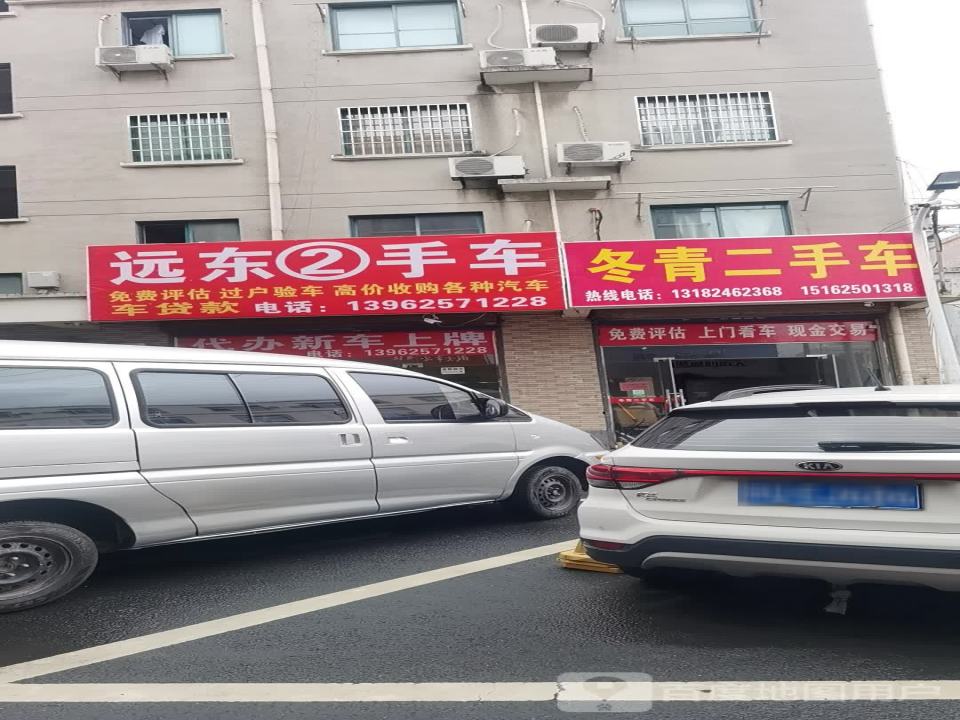 远东②手车
免费评估 过户验车 高价收购各种汽车
车贷款 电话：13962571228
代办新车上牌
电话：13962571228
冬青二手车
热线电话：13182462368 15162501318
免费评估 上门看车 现金交易
KIA
百度地图用户